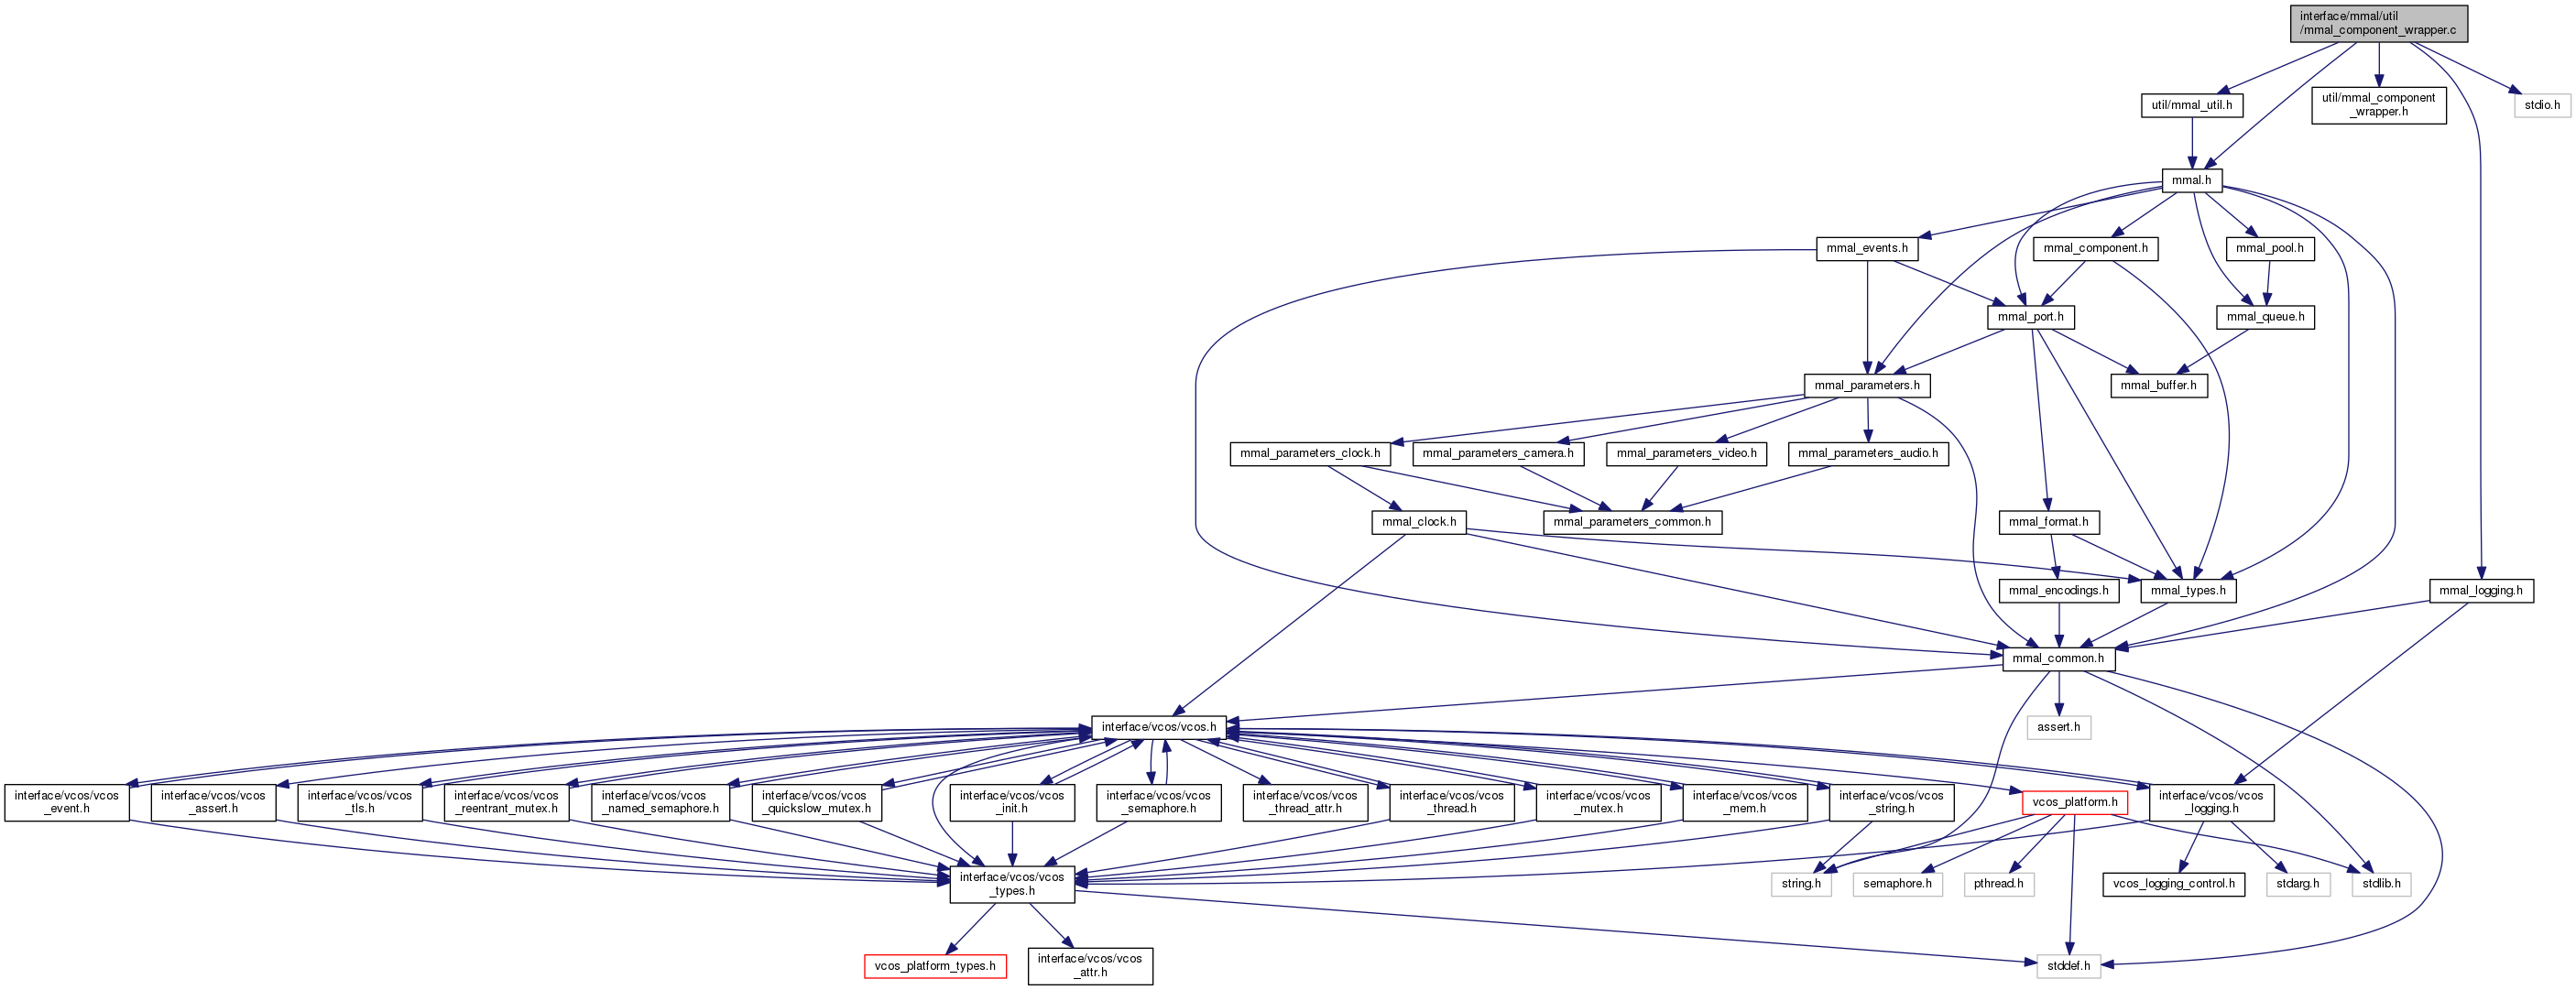 interface/mmal/util
/mmal_component_wrapper.c
util/mmal_util.h
util/mmal_component
_wrapper.h
stdio.h
mmal.h
mmal_events.h
mmal_component.h
mmal_pool.h
mmal_port.h
mmal_queue.h
mmal_parameters.h
mmal_buffer.h
mmal_parameters_clock.h
mmal_parameters_camera.h
mmal_parameters_video.h
mmal_parameters_audio.h
mmal_clock.h
mmal_parameters_common.h
mmal_format.h
mmal_encodings.h
mmal_types.h
mmal_logging.h
mmal_common.h
interface/vcos/vcos.h
assert.h
interface/vcos/vcos
_event.h
interface/vcos/vcos
_assert.h
interface/vcos/vcos
_tls.h
interface/vcos/vcos
_reentrant_mutex.h
interface/vcos/vcos
_named_semaphore.h
interface/vcos/vcos
_quickslow_mutex.h
interface/vcos/vcos
_init.h
interface/vcos/vcos
_semaphore.h
interface/vcos/vcos
_thread_attr.h
interface/vcos/vcos
_thread.h
interface/vcos/vcos
_mutex.h
interface/vcos/vcos
_mem.h
interface/vcos/vcos
_string.h
vcos_platform.h
interface/vcos/vcos
_logging.h
interface/vcos/vcos
_types.h
string.h
semaphore.h
pthread.h
vcos_logging_control.h
stdarg.h
stdlib.h
vcos_platform_types.h
interface/vcos/vcos
_attr.h
stddef.h